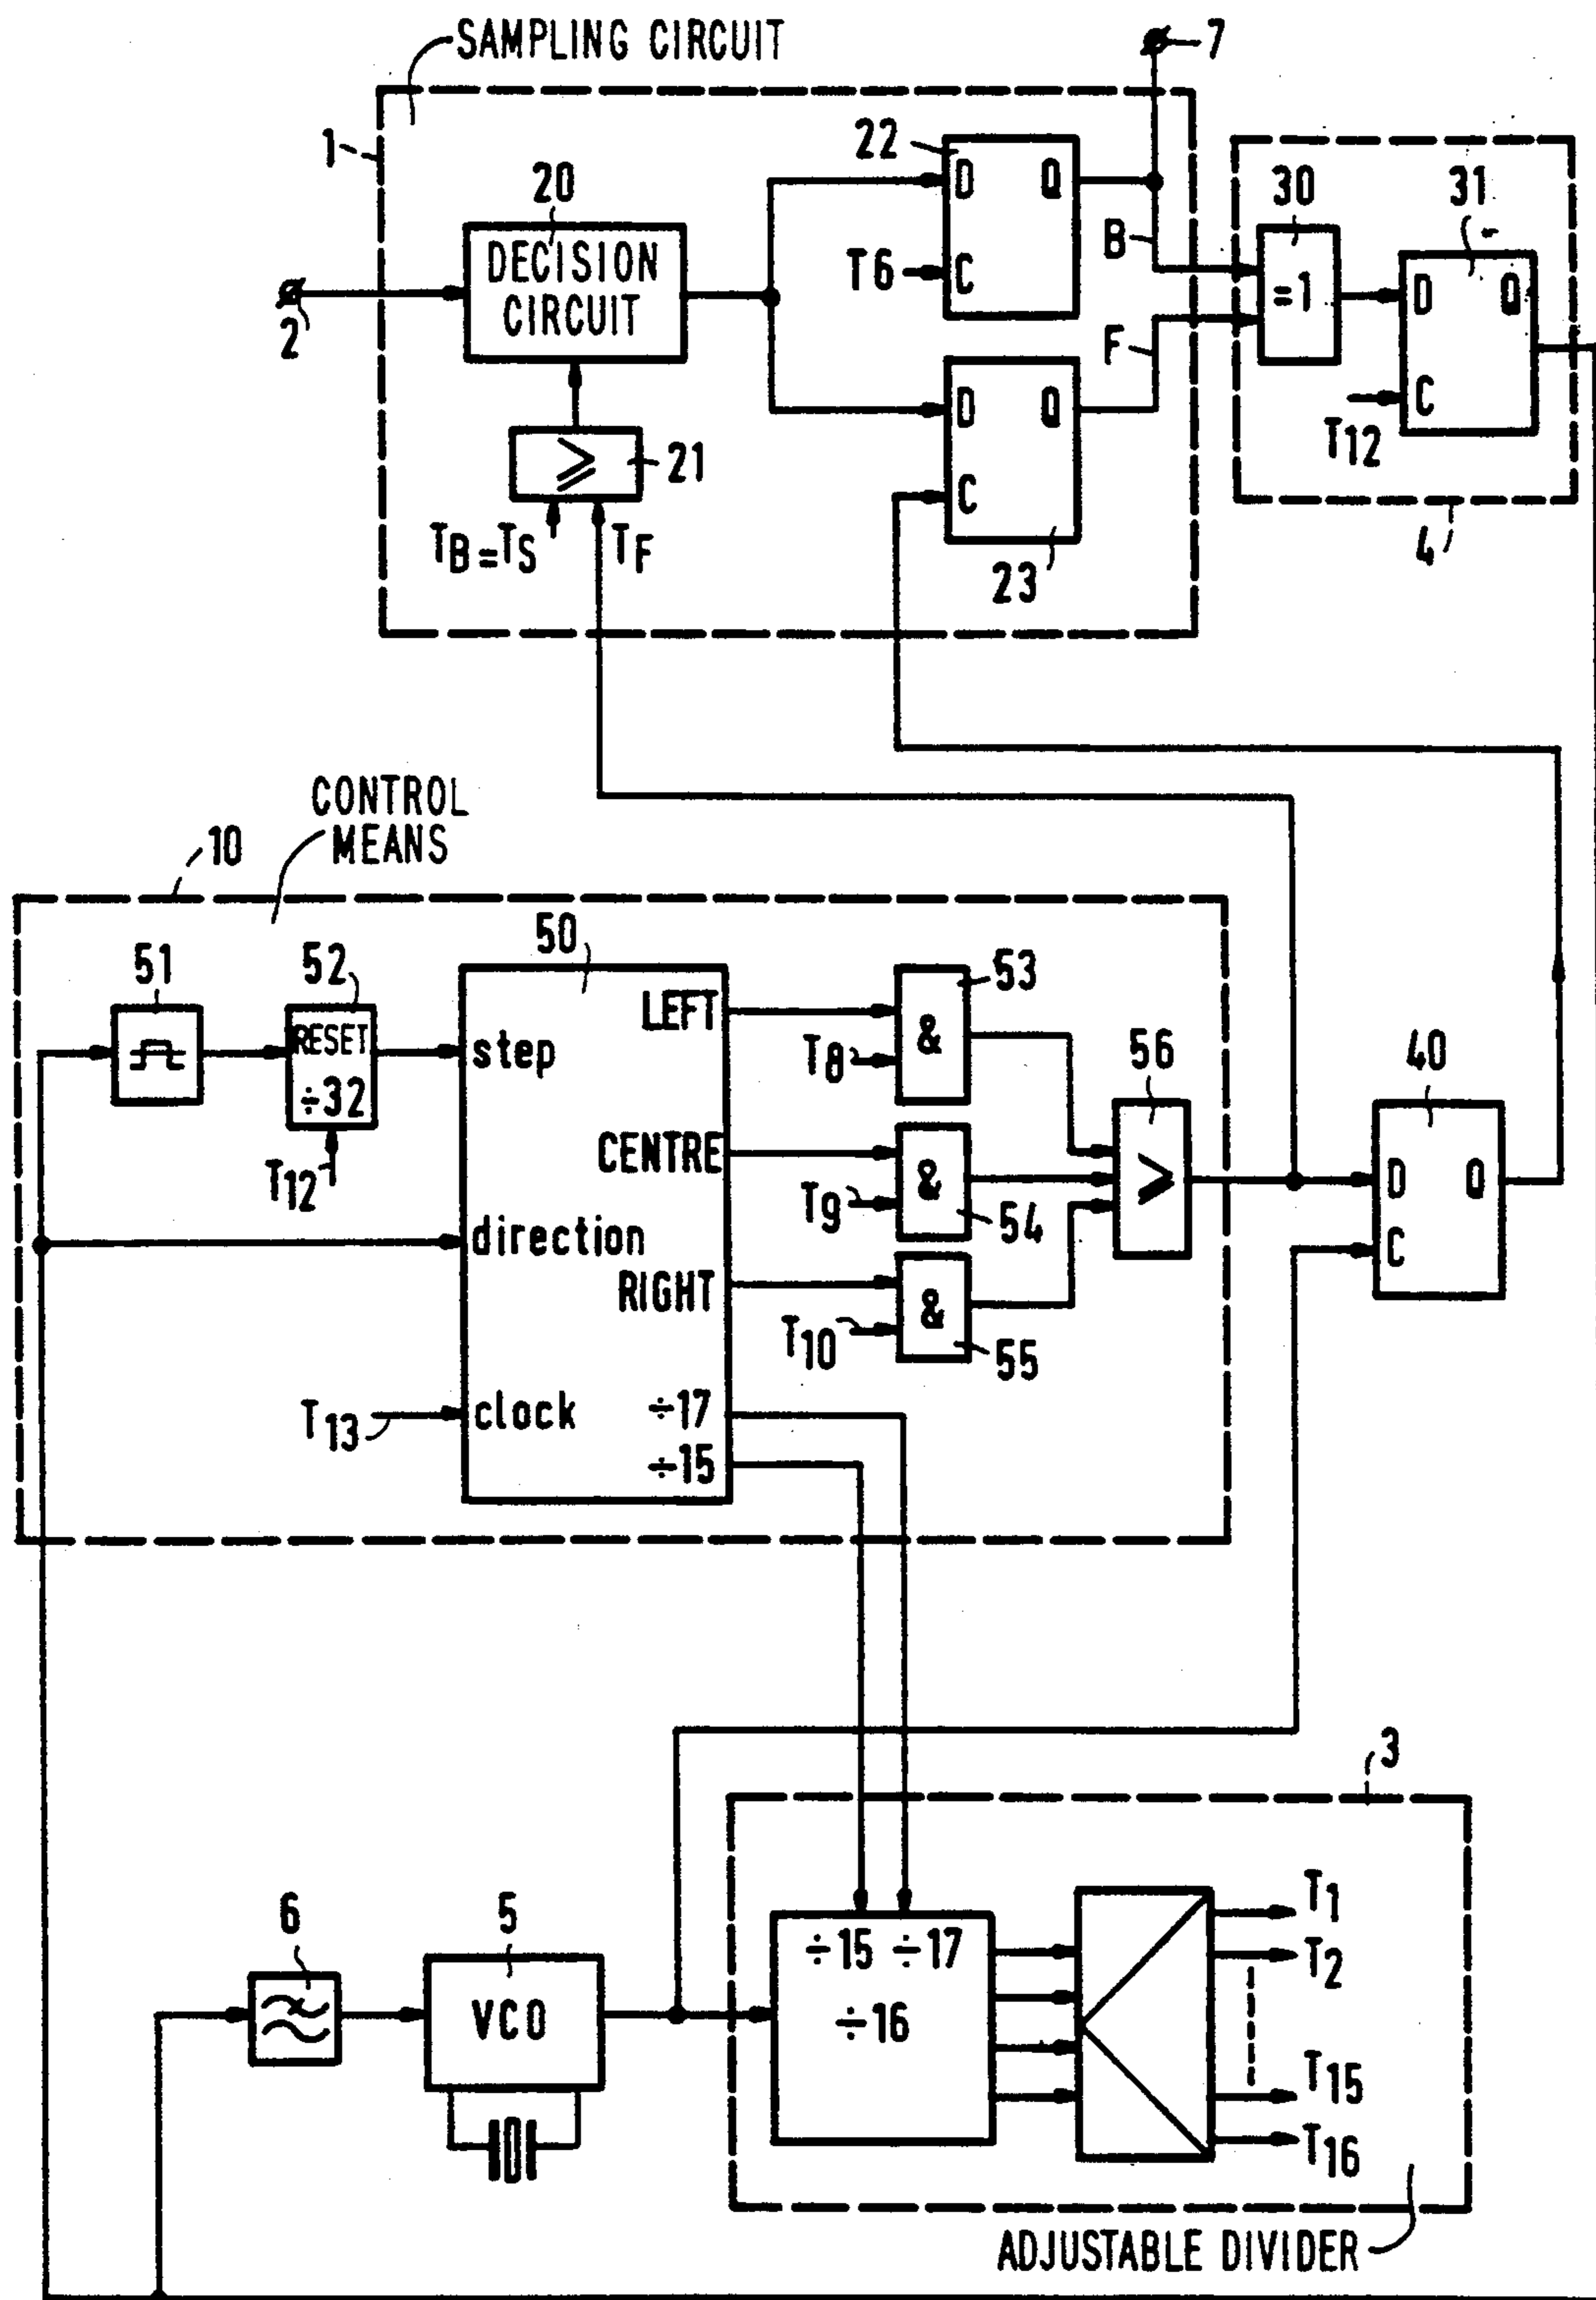 SAMPLING CIRCUIT
7
1
22
20
D Q
30
31
DECISION
CIRCUIT
B
T6
C
=1
D Q
2
F
D Q
C
T12
≥
21
TB=TS
TF
C
4
23
CONTROL
MEANS
10
51
52
50
53
LEFT
RESET
÷32
step
T8
&
56
40
CENTRE
T12
T9
&
54
≥
D Q
direction
C
RIGHT
T10
&
55
T13
clock
÷17
÷15
3
6
5
T1
÷15 ÷17
T2
VCO
÷16
T15
T16
ADJUSTABLE DIVIDER